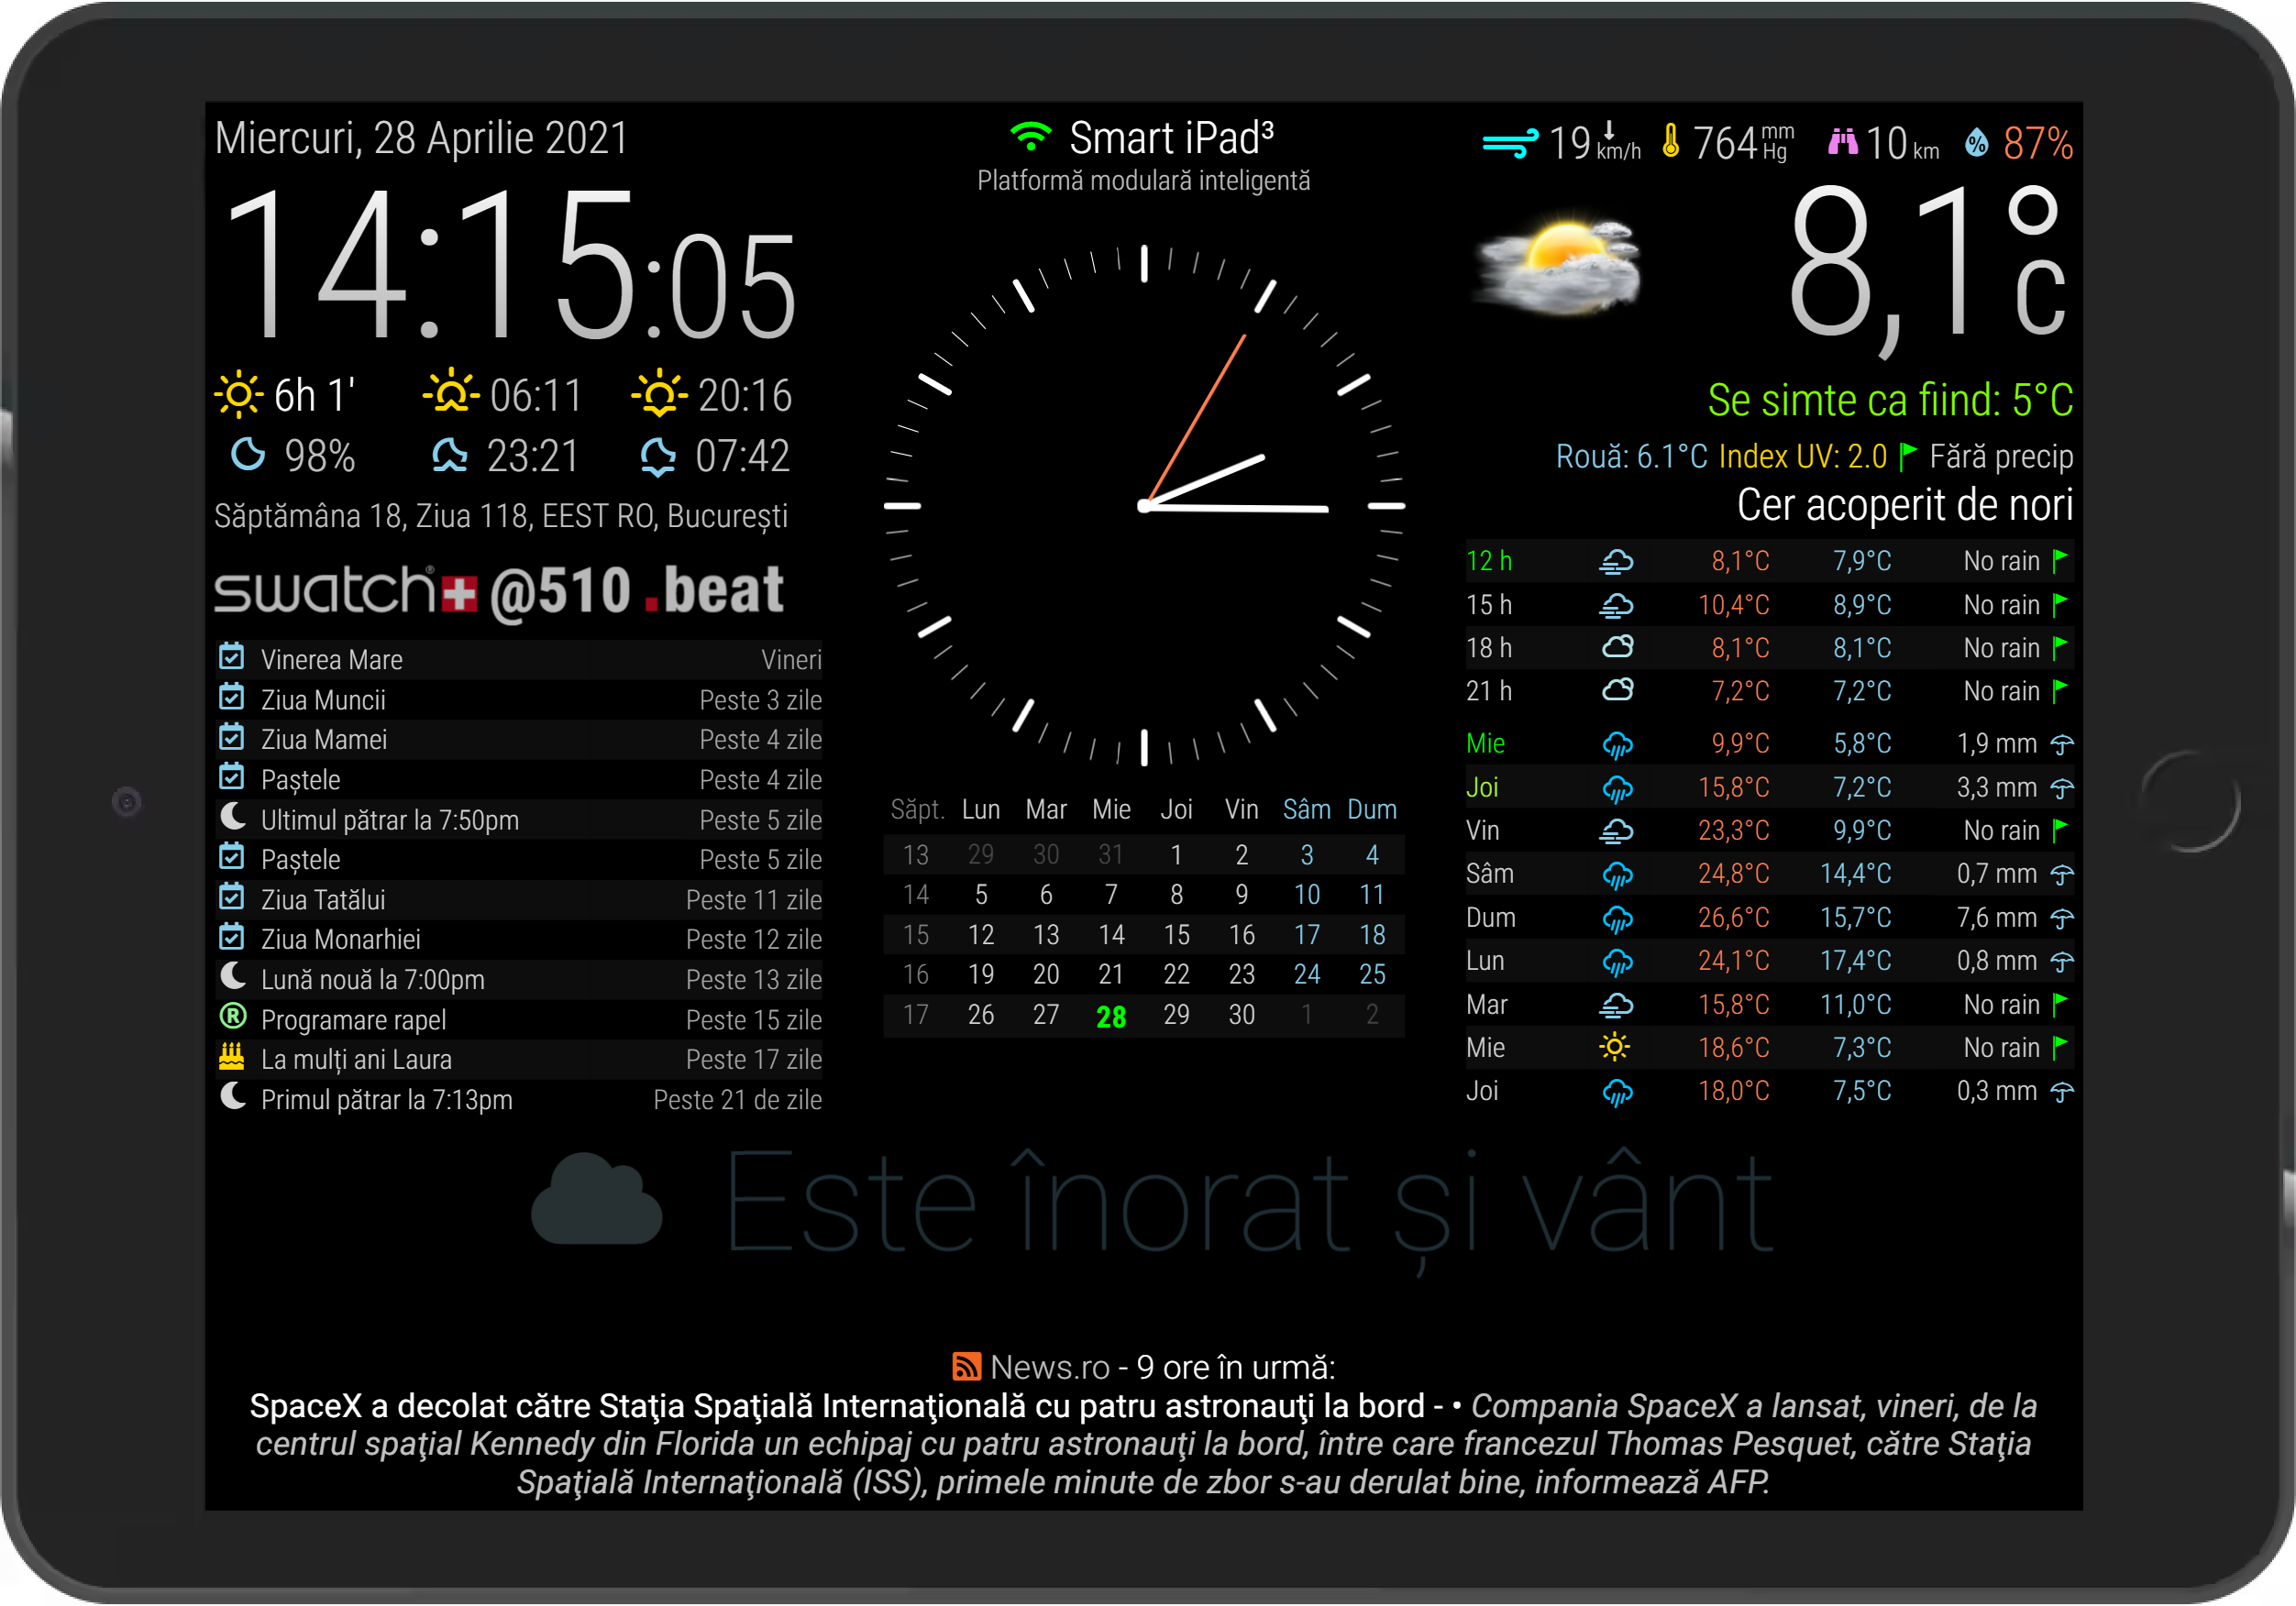 Miercuri, 28 Aprilie 2021
14:15:05
6h 1' 06:11 20:16
98% 23:21 07:42
Săptămâna 18, Ziua 118, EEST RO, București
swatch® @510 .beat
Vinerea Mare Vineri
Ziua Muncii Peste 3 zile
Ziua Mamei Peste 4 zile
Paștele Peste 4 zile
Ultimul pătrar la 7:50pm Peste 5 zile
Paștele Peste 5 zile
Ziua Tatălui Peste 11 zile
Ziua Monarhiei Peste 12 zile
Lună nouă la 7:00pm Peste 13 zile
® Programare rapel Peste 15 zile
La mulți ani Laura Peste 17 zile
Primul pătrar la 7:13pm Peste 21 de zile
Smart iPad³
Platformă modulară inteligentă
Săpt. Lun Mar Mie Joi Vin Sâm Dum
13 29 30 31 1 2 3 4
14 5 6 7 8 9 10 11
15 12 13 14 15 16 17 18
16 19 20 21 22 23 24 25
17 26 27 28 29 30 1 2
19 km/h 764 mm Hg 10 km % 87%
8,1°C
Se simte ca fiind: 5°C
Rouă: 6.1°C Index UV: 2.0 Fără precip
Cer acoperit de nori
12 h 8,1°C 7,9°C No rain
15 h 10,4°C 8,9°C No rain
18 h 8,1°C 8,1°C No rain
21 h 7,2°C 7,2°C No rain
Mie 9,9°C 5,8°C 1,9 mm
Joi 15,8°C 7,2°C 3,3 mm
Vin 23,3°C 9,9°C No rain
Sâm 24,8°C 14,4°C 0,7 mm
Dum 26,6°C 15,7°C 7,6 mm
Lun 24,1°C 17,4°C 0,8 mm
Mar 15,8°C 11,0°C No rain
Mie 18,6°C 7,3°C No rain
Joi 18,0°C 7,5°C 0,3 mm
Este înorat și vânt
News.ro - 9 ore în urmă:
SpaceX a decolat către Staţia Spaţială Internaţională cu patru astronauţi la bord - • Compania SpaceX a lansat, vineri, de la
centrul spaţial Kennedy din Florida un echipaj cu patru astronauţi la bord, între care francezul Thomas Pesquet, către Staţia
Spaţială Internaţională (ISS), primele minute de zbor s-au derulat bine, informează AFP.